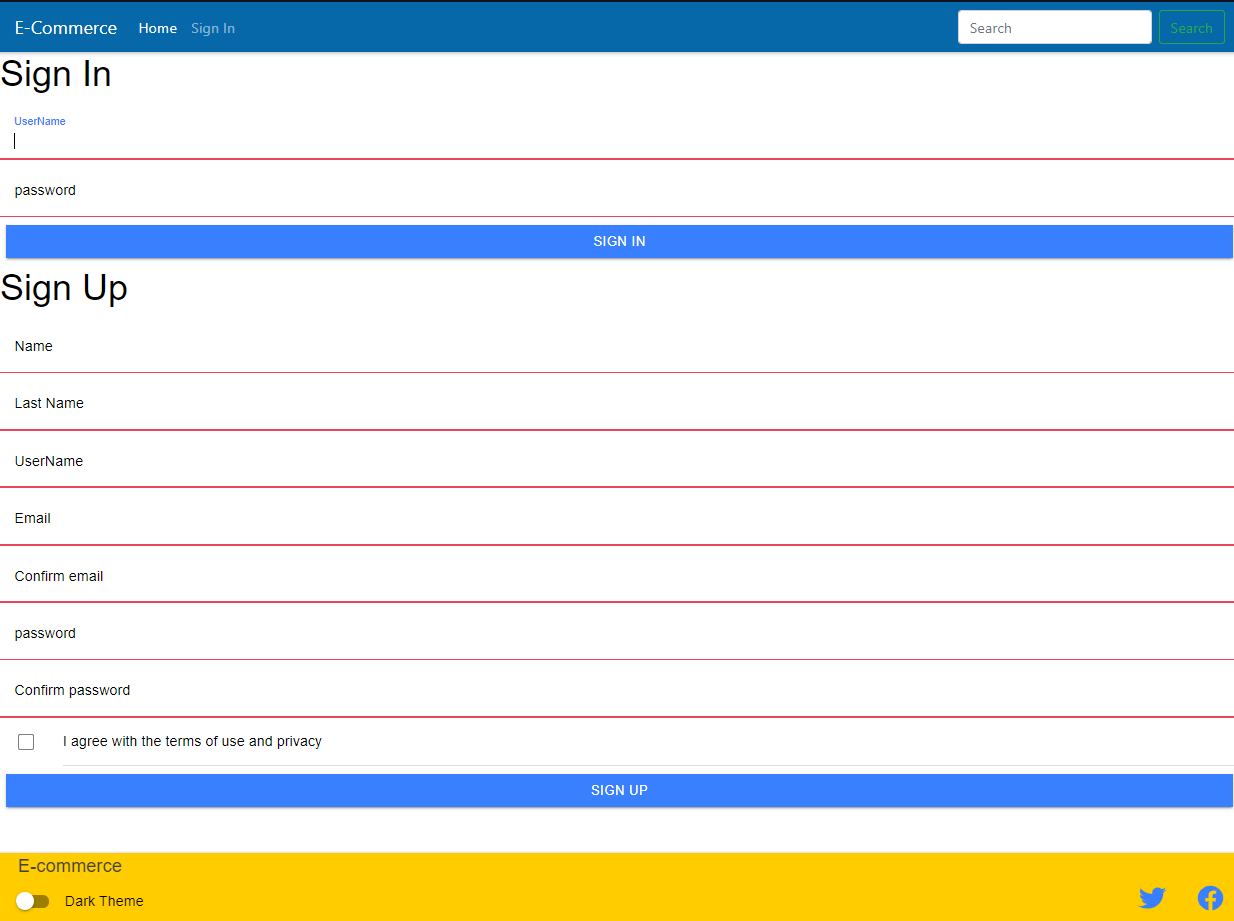 E-Commerce Home Sign In Search Search
Sign In
UserName
password
SIGN IN
Sign Up
Name
Last Name
UserName
Email
Confirm email
password
Confirm password
I agree with the terms of use and privacy
SIGN UP
E-commerce
Dark Theme